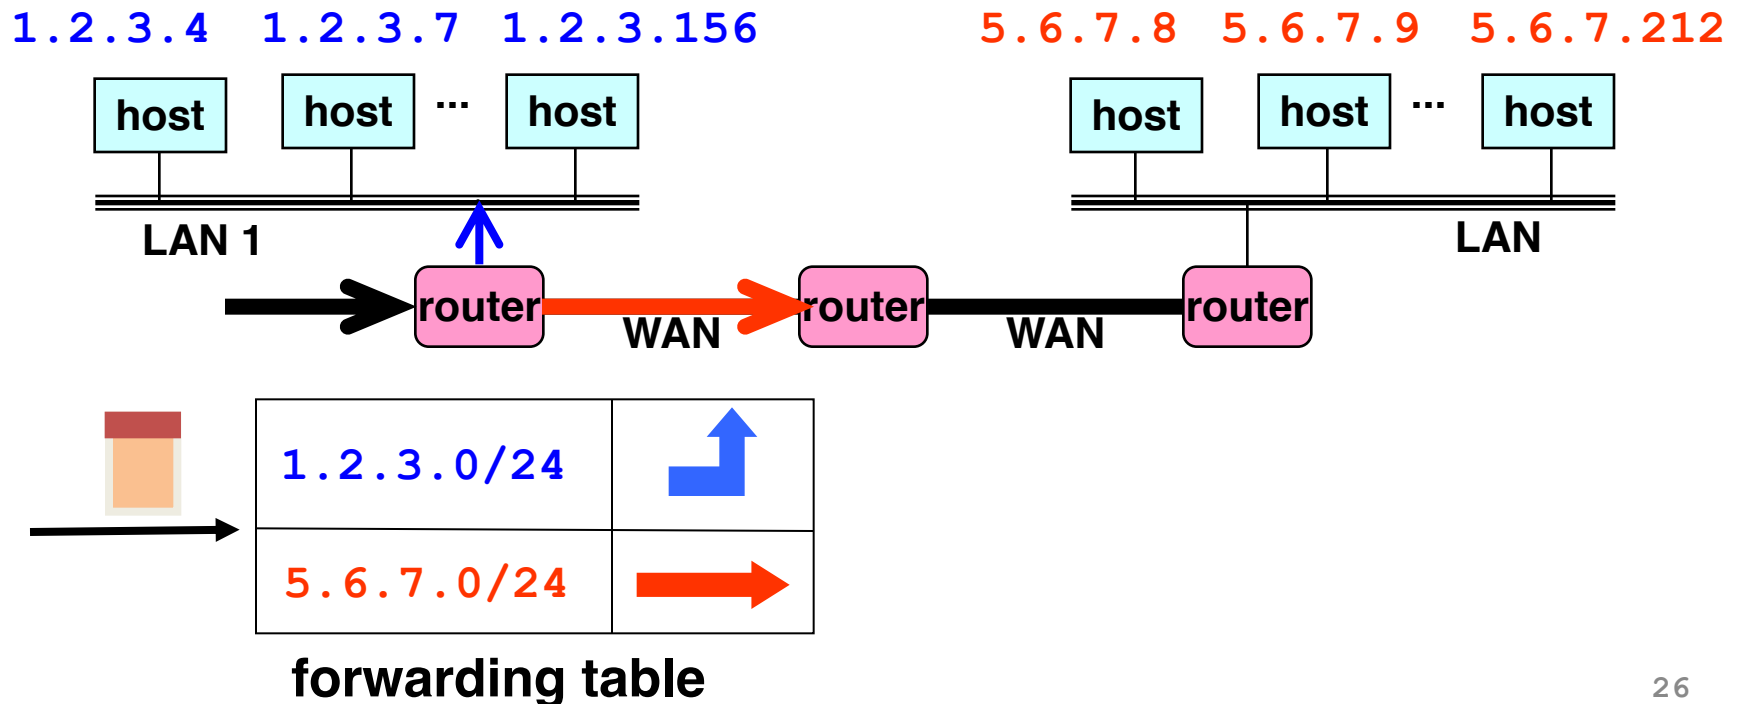 1.2.3.4 1.2.3.7 1.2.3.156 5.6.7.8 5.6.7.9 5.6.7.212
host host ... host host host ... host
LAN 1 LAN
router WAN router WAN router
1.2.3.0/24
5.6.7.0/24
forwarding table
26